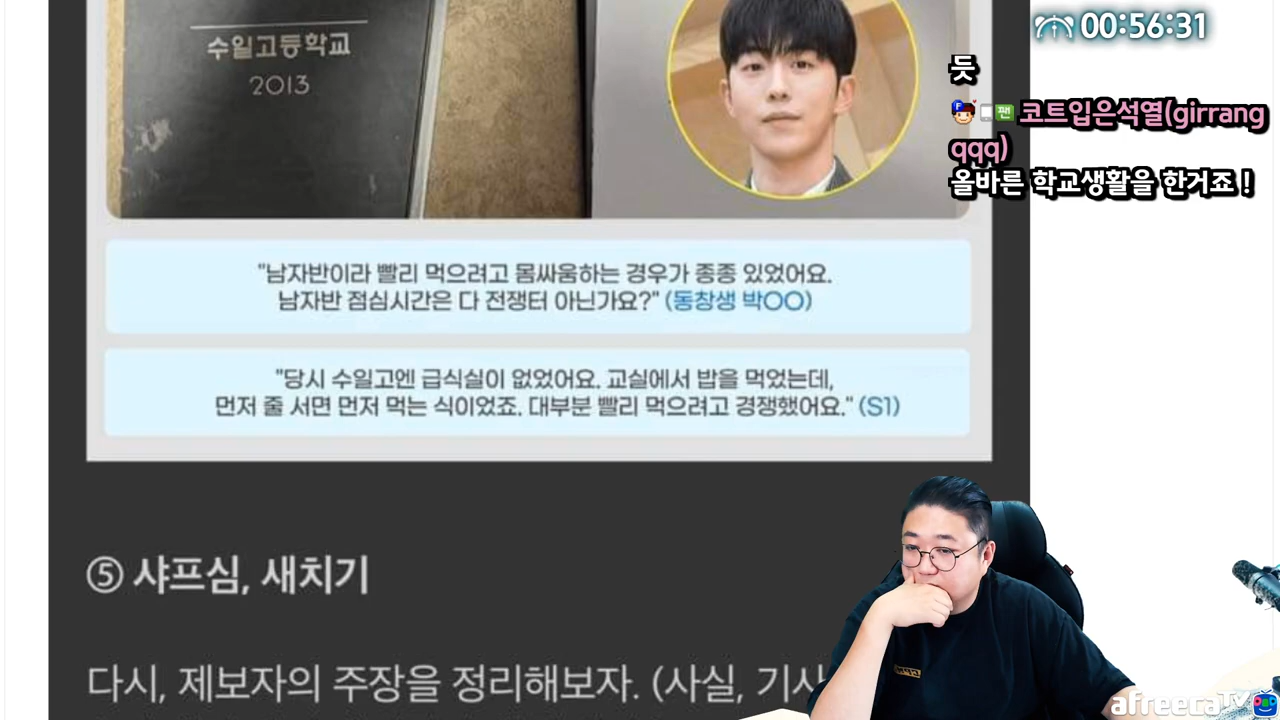 수일고등학교
2013
00:56:31
듯
코트입은석열(girrang
qqq)
올바른 학교생활을 한거죠 !
"남자반이라 빨리 먹으려고 몸싸움하는 경우가 종종 있었어요.
남자반 점심시간은 다 전쟁터 아닌가요?" (동창생 박OO)
"당시 수일고엔 급식실이 없었어요. 교실에서 밥을 먹었는데,
먼저 줄 서면 먼저 먹는 식이었죠. 대부분 빨리 먹으려고 경쟁했어요." (S1)
⑤ 샤프심, 새치기
다시, 제보자의 주장을 정리해보자. (사실, 기사
afreecaTV